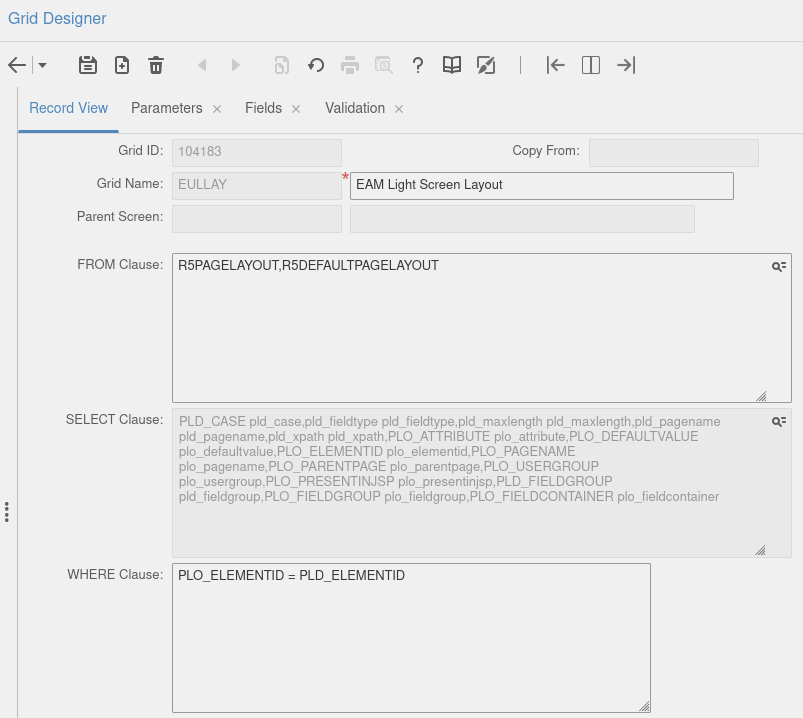 Grid Designer
Record View Parameters × Fields × Validation ×
Grid ID: 104183 Copy From:
Grid Name: EULLAY * EAM Light Screen Layout
Parent Screen:
FROM Clause: R5PAGELAYOUT,R5DEFAULTPAGELAYOUT
SELECT Clause: PLD_CASE pld_case,pld_fieldtype pld_fieldtype,pld_maxlength pld_maxlength,pld_pagename
pld_pagename,pld_xpath pld_xpath,PLO_ATTRIBUTE plo_attribute,PLO_DEFAULTVALUE
plo_defaultvalue,PLO_ELEMENTID plo_elementid,PLO_PAGENAME
plo_pagename,PLO_PARENTPAGE plo_parentpage,PLO_USERGROUP
plo_usergroup,PLO_PRESENTINJSP plo_presentinjsp,PLD_FIELDGROUP
pld_fieldgroup,PLO_FIELDGROUP plo_fieldgroup,PLO_FIELDCONTAINER plo_fieldcontainer
WHERE Clause: PLO_ELEMENTID = PLD_ELEMENTID